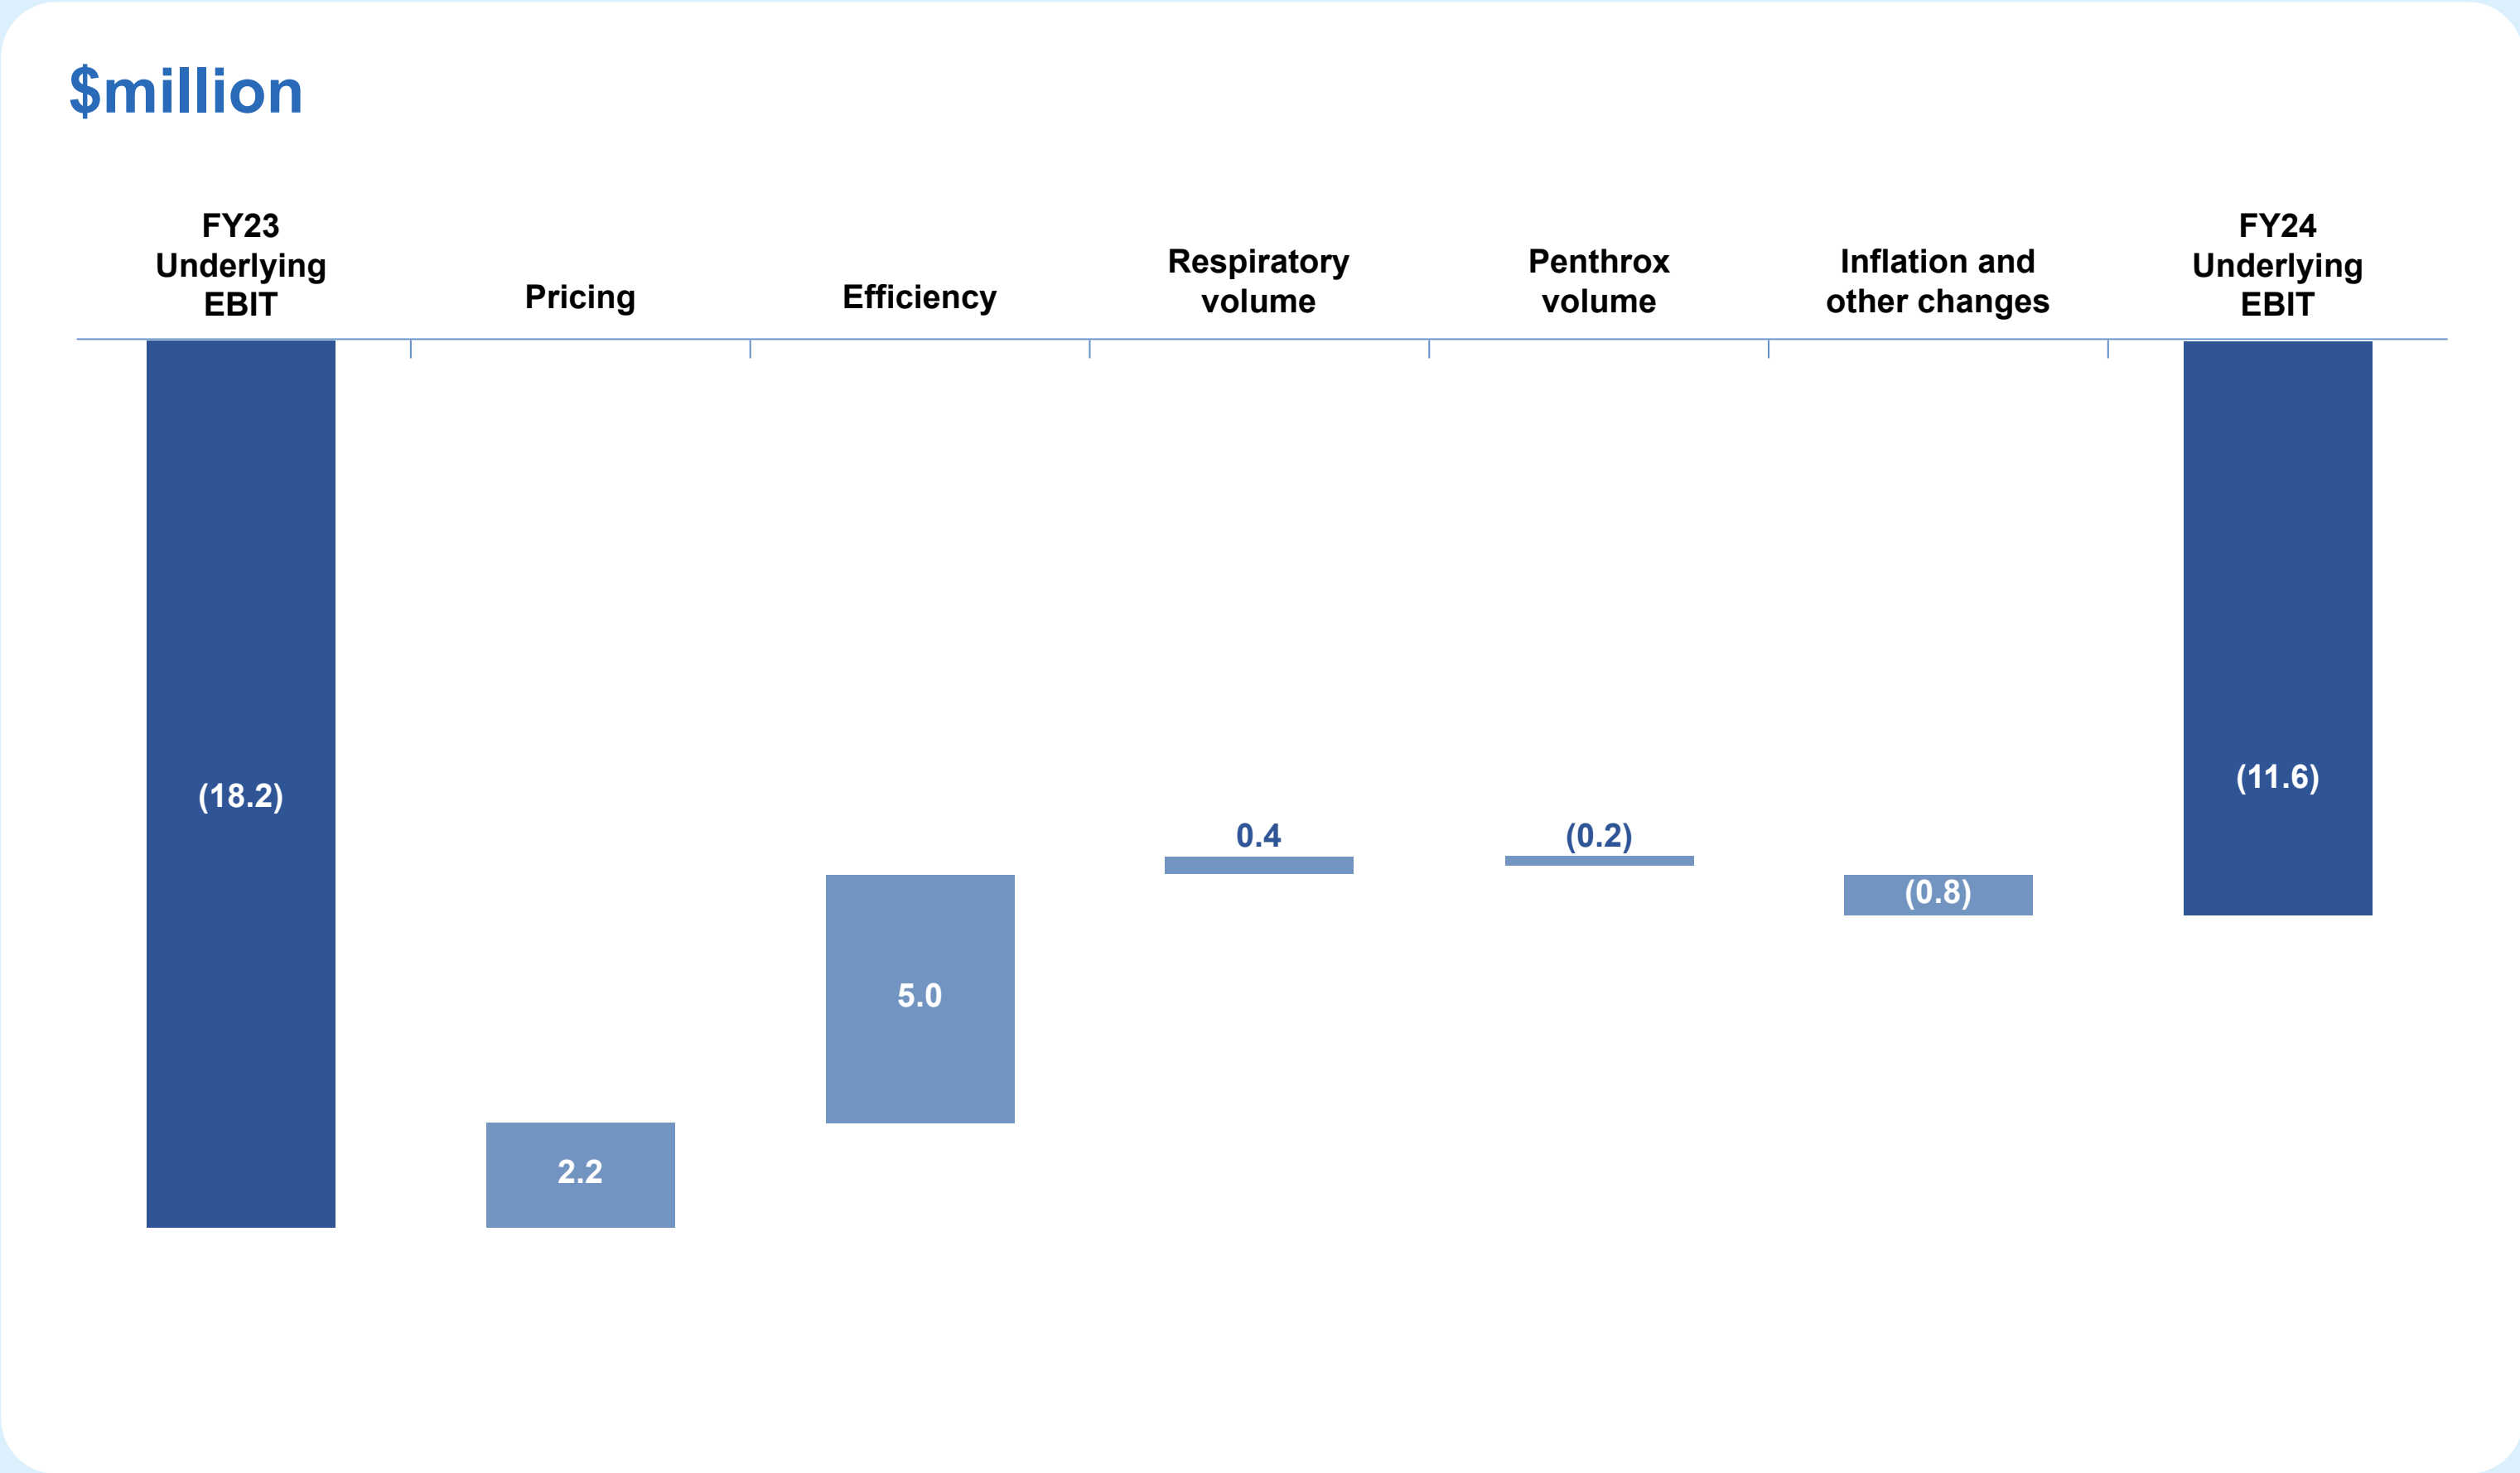 $million
FY23
Underlying
EBIT
Pricing
Efficiency
Respiratory
volume
Penthrox
volume
Inflation and
other changes
FY24
Underlying
EBIT
(18.2)
2.2
5.0
0.4
(0.2)
(0.8)
(11.6)